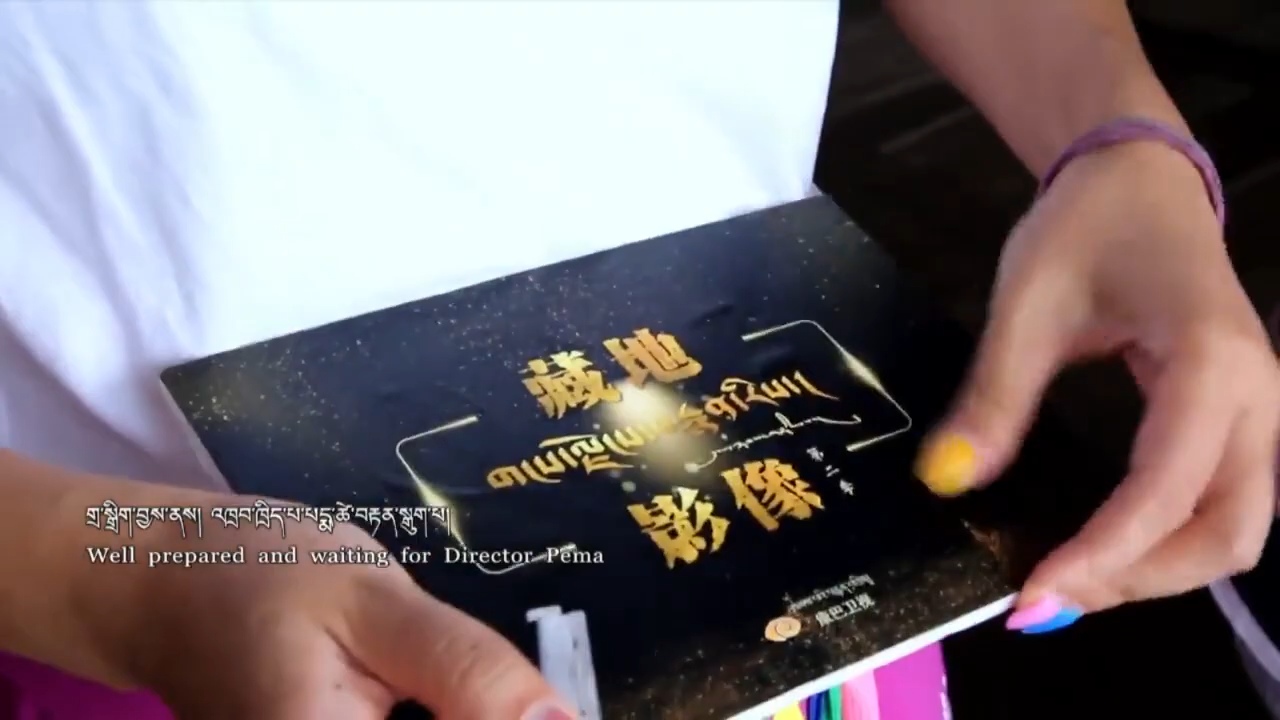 藏地
影像
第二季
康巴卫视
གྲ་སྒྲིག་བྱས་ནས། འཁྲབ་ཁྲིད་པ་པདྨ་ཚེ་བརྟན་སྒུག་པ།
Well prepared and waiting for Director Pema